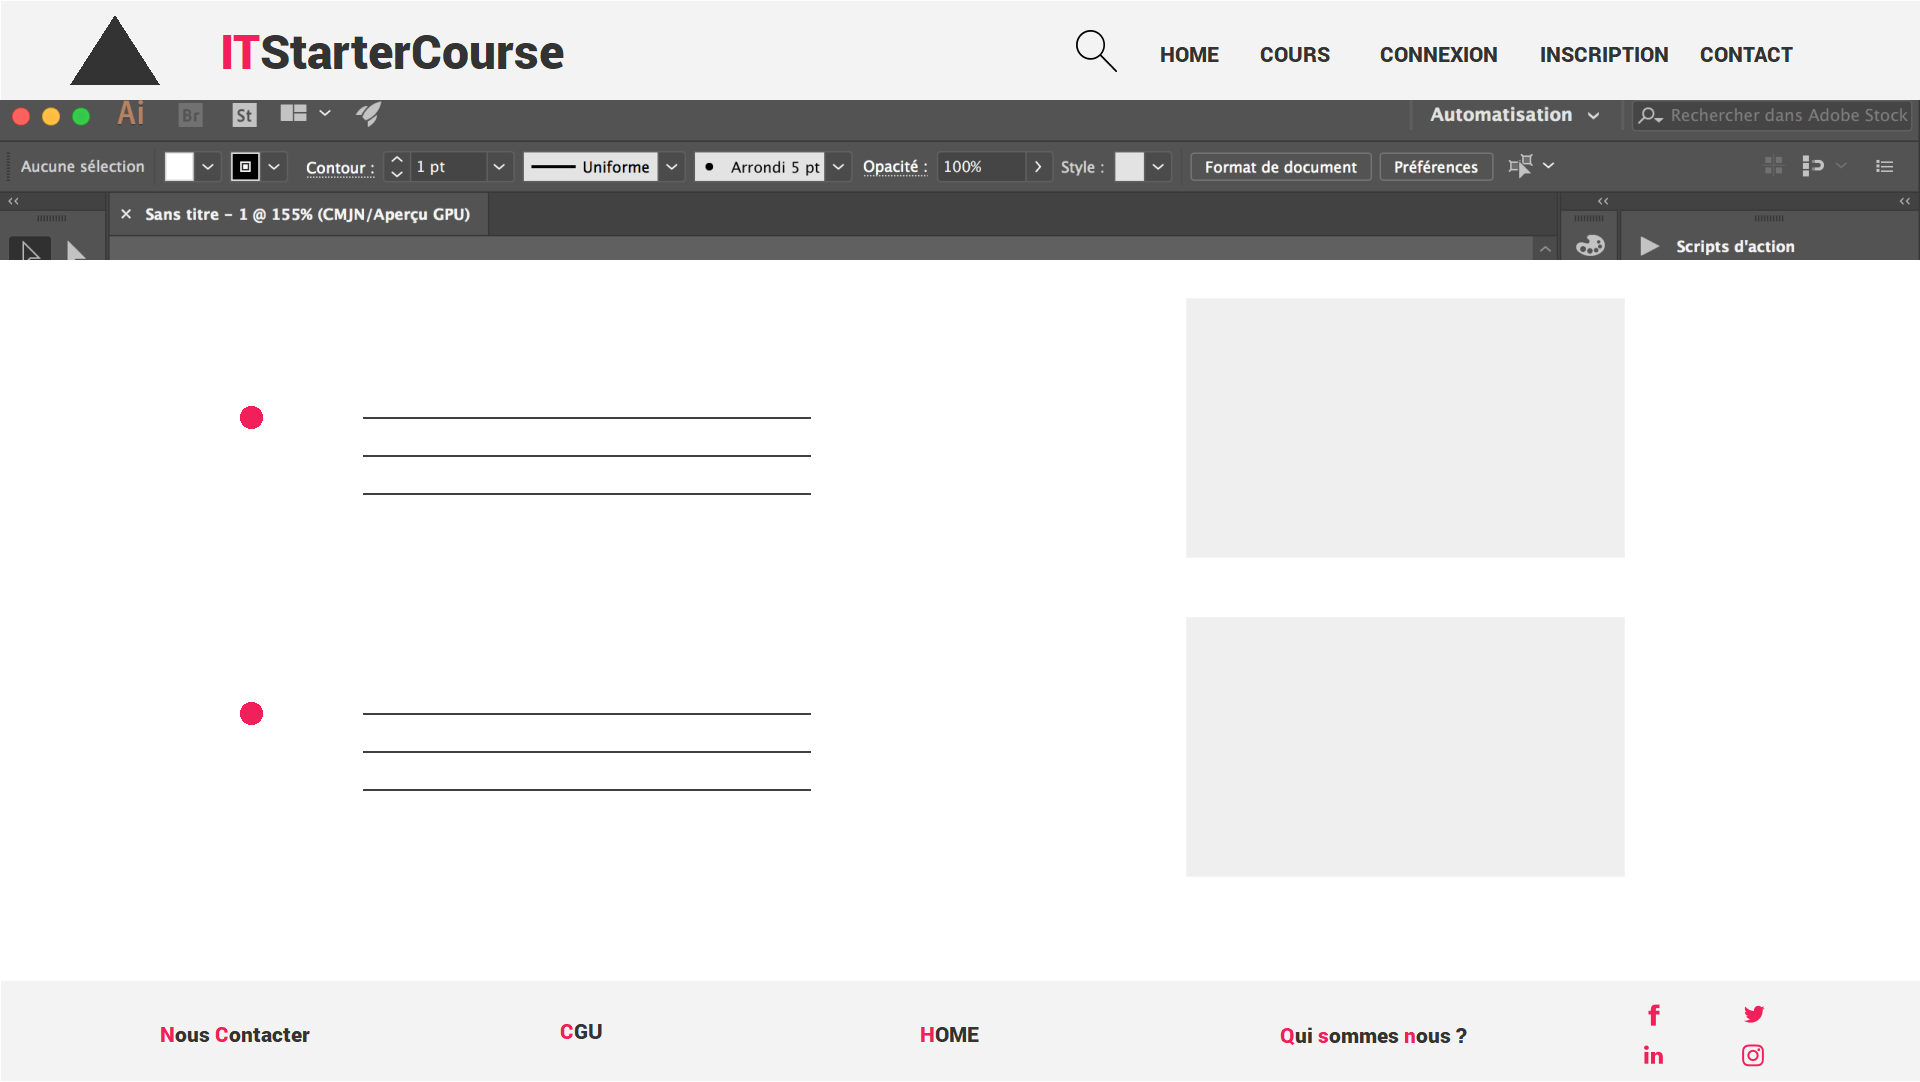 ITStarterCourse HOME COURS CONNEXION INSCRIPTION CONTACT
Ai Br St Automatisation Rechercher dans Adobe Stock
Aucune sélection Contour : 1 pt Uniforme Arrondi 5 pt Opacité : 100% Style : Format de document Préférences
× Sans titre - 1 @ 155% (CMJN/Aperçu GPU)
Scripts d'action
Nous Contacter CGU HOME Qui sommes nous ?